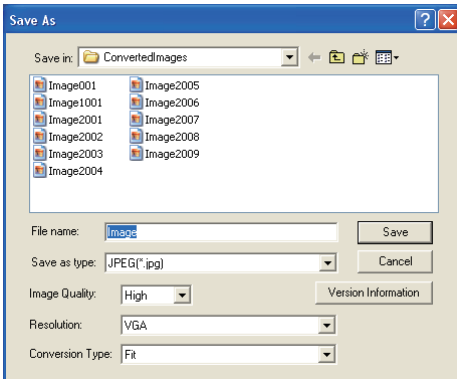 Save As
Save in: ConvertedImages
Image001 Image2005
Image1001 Image2006
Image2001 Image2007
Image2002 Image2008
Image2003 Image2009
Image2004
File name: Image Save
Save as type: JPEG(*.jpg) Cancel
Image Quality: High Version Information
Resolution: VGA
Conversion Type: Fit